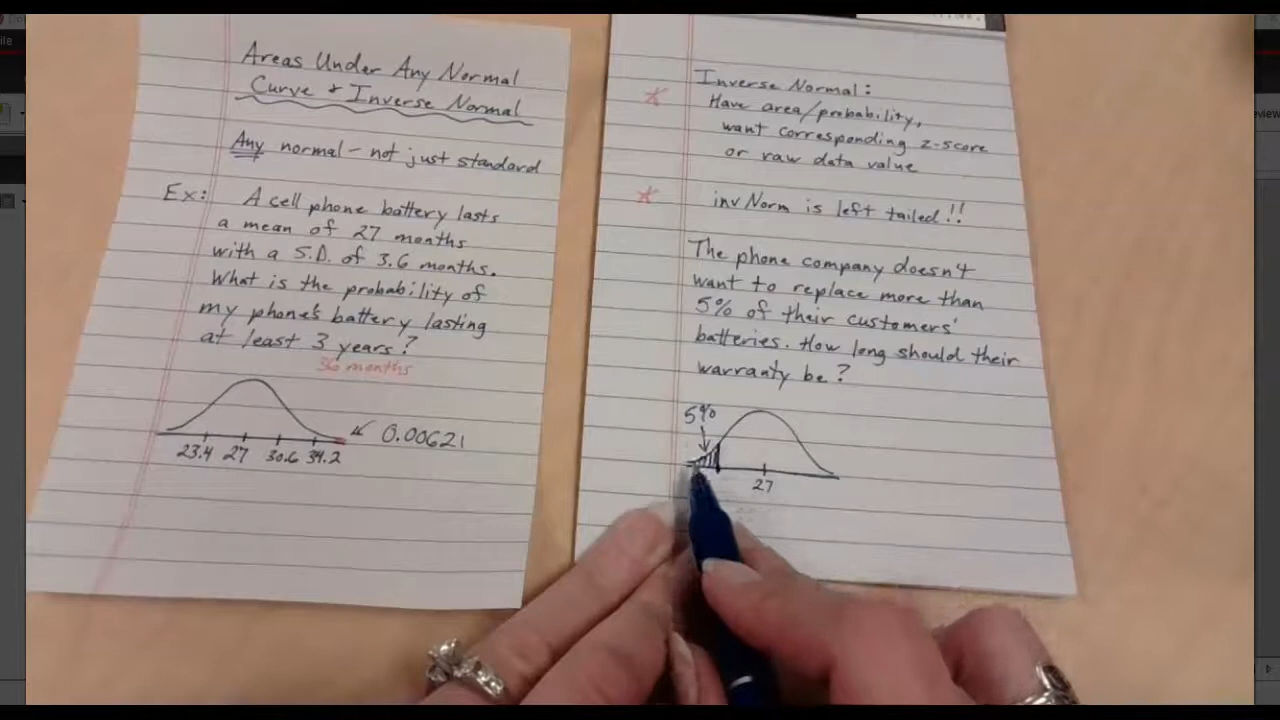 Areas Under Any Normal
Curve + Inverse Normal
Any normal - not just standard
Ex: A cell phone battery lasts
a mean of 27 months
with a S.D. of 3.6 months.
What is the probability of
my phone's battery lasting
at least 3 years?
36 months
0.00621
23.4 27 30.6 34.2
Inverse Normal:
* Have area/probability,
want corresponding z-score
or raw data value
* invNorm is left tailed!!
The phone company doesn't
want to replace more than
5% of their customers'
batteries. How long should their
warranty be?
5%
27